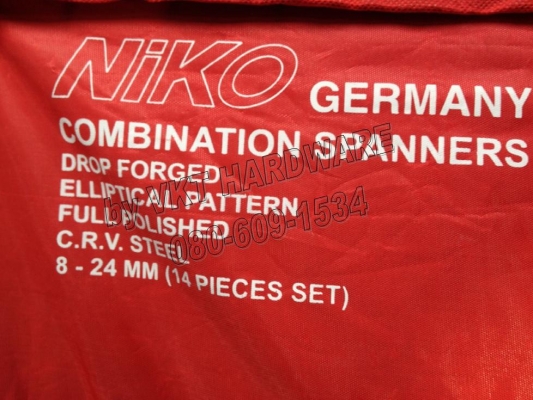 NiKO GERMANY
COMBINATION SPANNERS
DROP FORGED
ELLIPTICAL PATTERN
FULL POLISHED
C.R.V. STEEL
8 - 24 MM (14 PIECES SET)
by VKT HARDWARE
080-609-1534